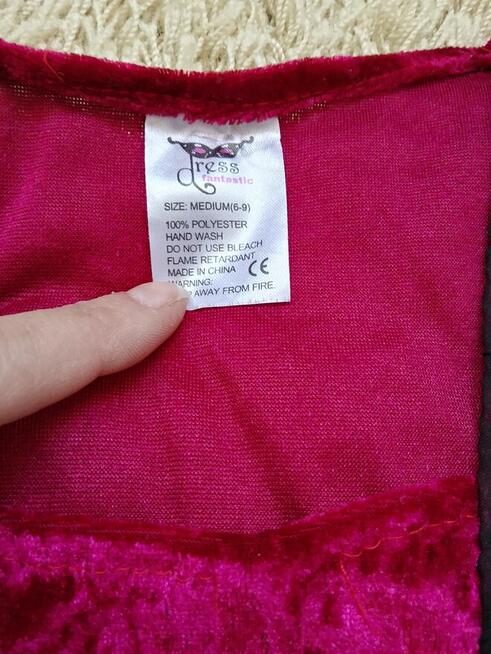 dress
fantastic
SIZE: MEDIUM(6-9)
100% POLYESTER
HAND WASH
DO NOT USE BLEACH
FLAME RETARDANT
MADE IN CHINA CE
WARNING:
AWAY FROM FIRE.